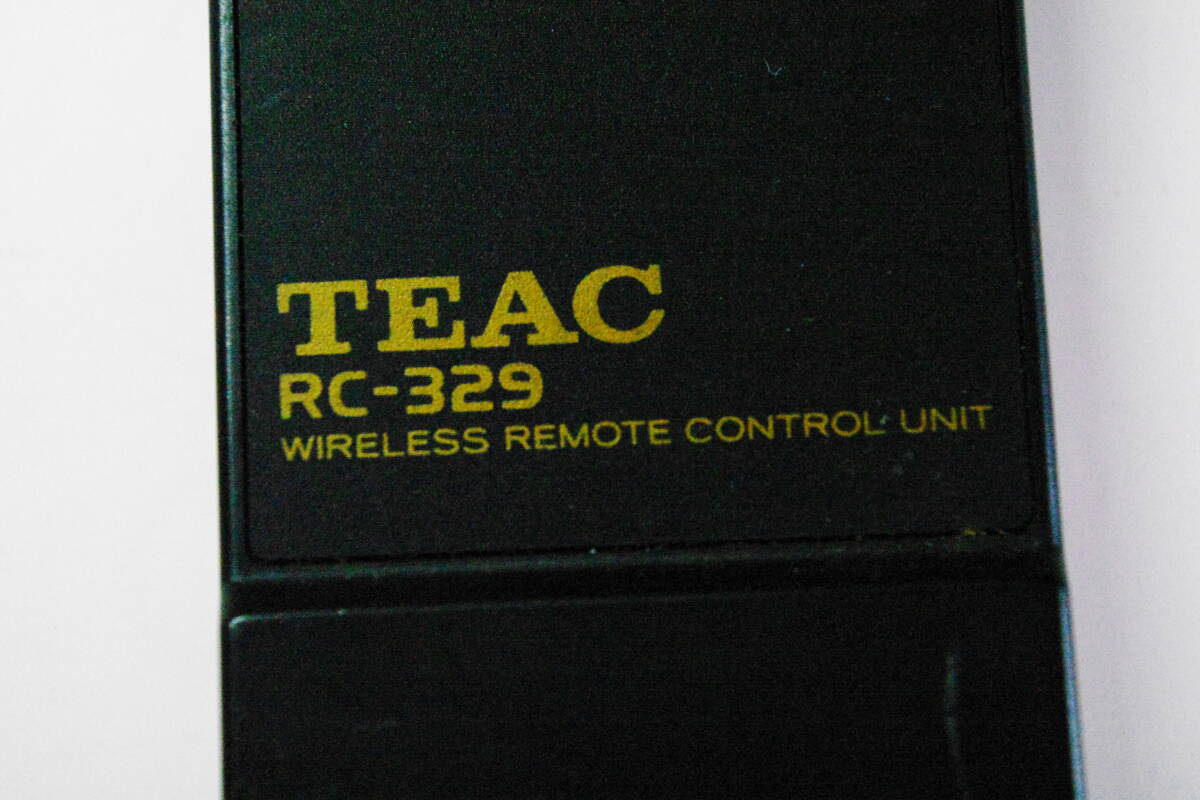 TEAC
RC-329
WIRELESS REMOTE CONTROL UNIT